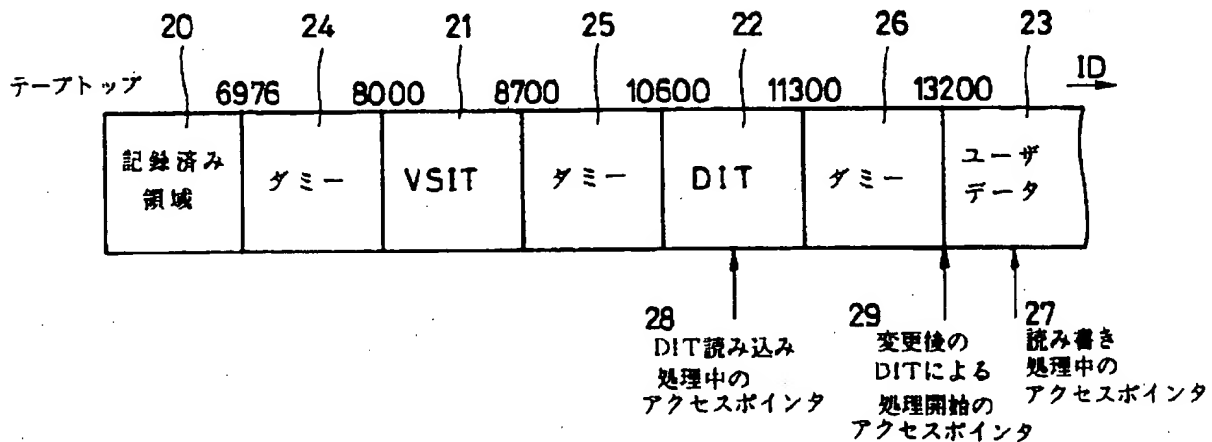 20 24 21 25 22 26 23
テープトップ 6976 8000 8700 10600 11300 13200 ID
記録済み
領域
ダミー
VSIT
ダミー
DIT
ダミー
ユーザ
データ
28
DIT読み込み
処理中の
アクセスポインタ
29
変更後の
DITによる
処理開始の
アクセスポインタ
27
読み書き
処理中の
アクセスポインタ